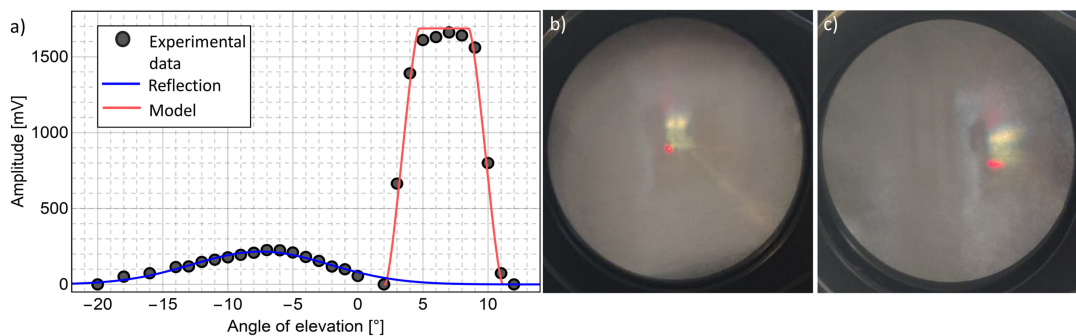 a)
Amplitude [mV]
1500
1000
500
0
Experimental
data
Reflection
Model
−20
−15
−10
−5
0
5
10
Angle of elevation [°]
b)
c)